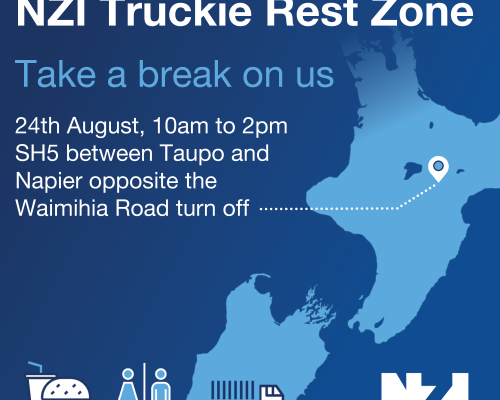 NZI Truckie Rest Zone
Take a break on us
24th August, 10am to 2pm
SH5 between Taupo and
Napier opposite the
Waimihia Road turn off
NZI